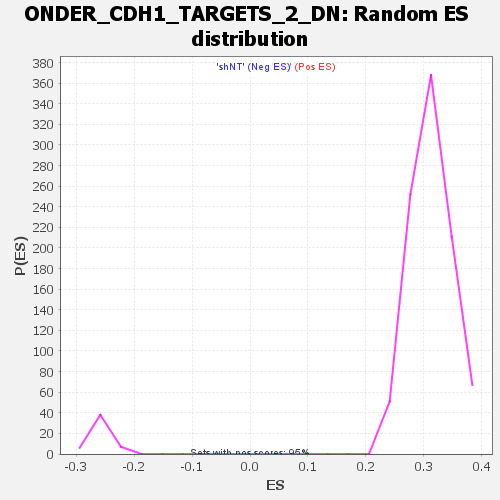 ONDER_CDH1_TARGETS_2_DN: Random ES
distribution
'shNT' (Neg ES)' (Pos ES)
380
360
340
320
300
280
260
240
220
200
180
160
140
120
100
80
60
40
20
0
P(ES)
Sets with pos scores: 95%
-0.3 -0.2 -0.1 0.0 0.1 0.2 0.3 0.4
ES